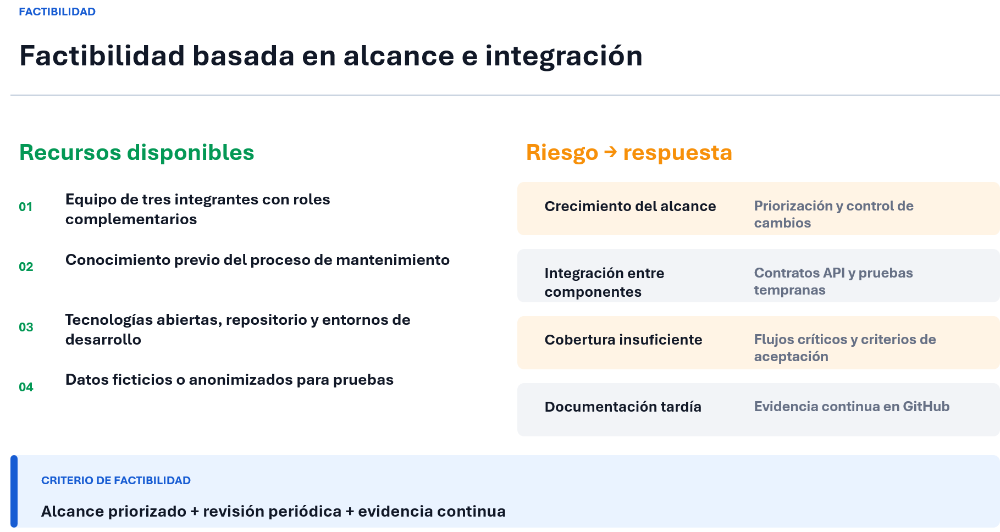 FACTIBILIDAD
Factibilidad basada en alcance e integración
Recursos disponibles
01
Equipo de tres integrantes con roles
complementarios
02
Conocimiento previo del proceso de mantenimiento
03
Tecnologías abiertas, repositorio y entornos de
desarrollo
04
Datos ficticios o anonimizados para pruebas
Riesgo → respuesta
Crecimiento del alcance
Priorización y control de
cambios
Integración entre
componentes
Contratos API y pruebas
tempranas
Cobertura insuficiente
Flujos críticos y criterios de
aceptación
Documentación tardía
Evidencia continua en GitHub
CRITERIO DE FACTIBILIDAD
Alcance priorizado + revisión periódica + evidencia continua